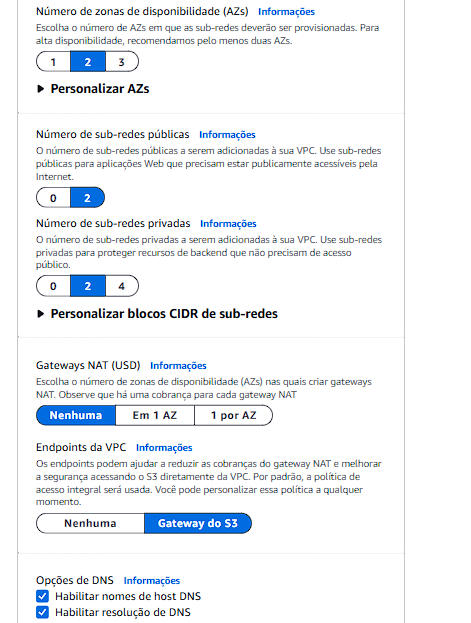 Número de zonas de disponibilidade (AZs) Informações
Escolha o número de AZs em que as sub-redes deverão ser provisionadas. Para
alta disponibilidade, recomendamos pelo menos duas AZs.
1 2 3
Personalizar AZs
Número de sub-redes públicas Informações
O número de sub-redes públicas a serem adicionadas à sua VPC. Use sub-redes
públicas para aplicações Web que precisam estar publicamente acessíveis pela
Internet.
0 2
Número de sub-redes privadas Informações
O número de sub-redes privadas a serem adicionadas à sua VPC. Use sub-redes
privadas para proteger recursos de backend que não precisam de acesso
público.
0 2 4
Personalizar blocos CIDR de sub-redes
Gateways NAT (USD) Informações
Escolha o número de zonas de disponibilidade (AZs) nas quais criar gateways
NAT. Observe que há uma cobrança para cada gateway NAT
Nenhuma Em 1 AZ 1 por AZ
Endpoints da VPC Informações
Os endpoints podem ajudar a reduzir as cobranças do gateway NAT e melhorar
a segurança acessando o S3 diretamente da VPC. Por padrão, a política de
acesso integral será usada. Você pode personalizar essa política a qualquer
momento.
Nenhuma Gateway do S3
Opções de DNS Informações
Habilitar nomes de host DNS
Habilitar resolução de DNS